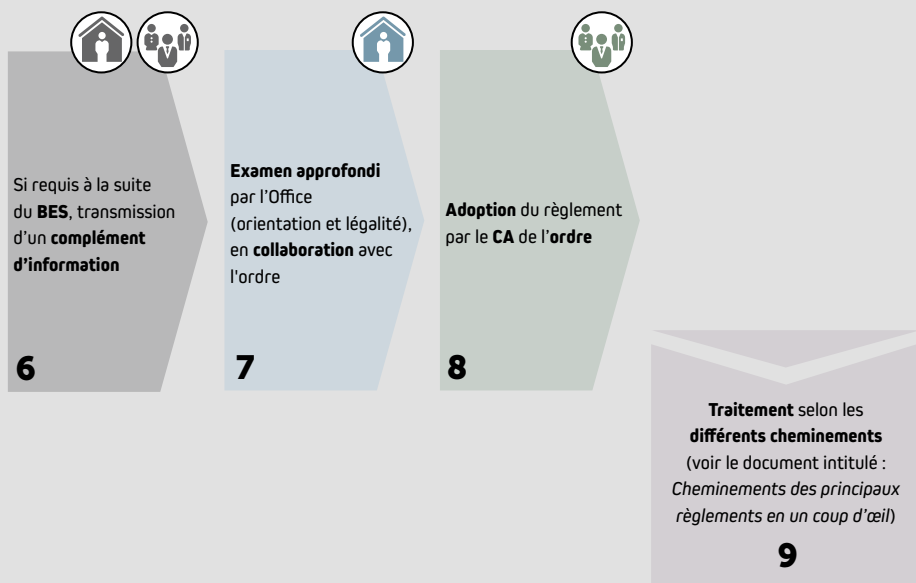 Si requis à la suite
du BES, transmission
d’un complément
d’information
6
Examen approfondi
par l’Office
(orientation et légalité),
en collaboration avec
l'ordre
7
Adoption du règlement
par le CA de l’ordre
8
Traitement selon les
différents cheminements
(voir le document intitulé :
Cheminements des principaux
règlements en un coup d’œil)
9